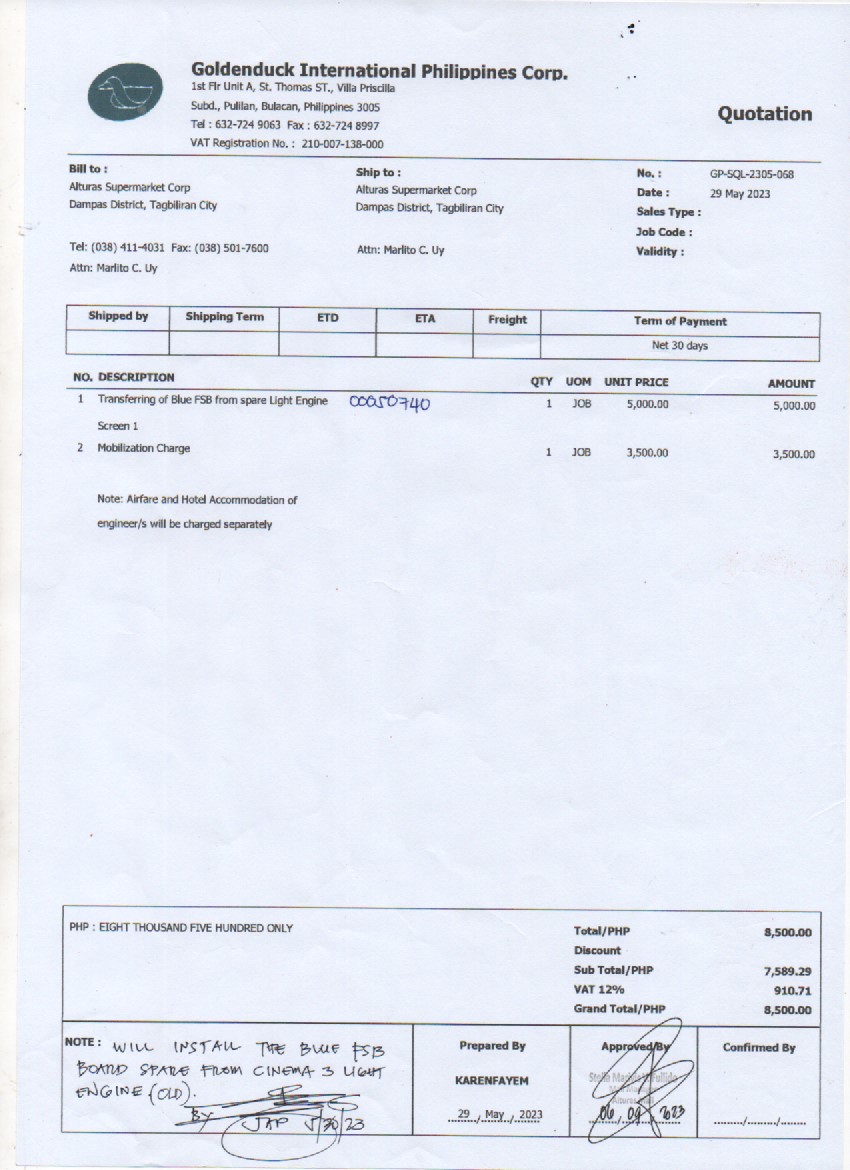 Goldenduck International Philippines Corp.
1st Flr Unit A, St. Thomas ST., Villa Priscilla
Subd., Pulilan, Bulacan, Philippines 3005
Tel : 632-724 9063 Fax : 632-724 8997
VAT Registration No. : 210-007-138-000
Quotation
Bill to :
Alturas Supermarket Corp
Dampas District, Tagbiliran City
Tel: (038) 411-4031 Fax: (038) 501-7600
Attn: Marlito C. Uy
Ship to :
Alturas Supermarket Corp
Dampas District, Tagbiliran City
Attn: Marlito C. Uy
No. : GP-SQL-2305-068
Date : 29 May 2023
Sales Type :
Job Code :
Validity :
Shipped by Shipping Term ETD ETA Freight Term of Payment
Net 30 days
NO. DESCRIPTION QTY UOM UNIT PRICE AMOUNT
1 Transferring of Blue FSB from spare Light Engine 00050740 1 JOB 5,000.00 5,000.00
Screen 1
2 Mobilization Charge 1 JOB 3,500.00 3,500.00
Note: Airfare and Hotel Accommodation of
engineer/s will be charged separately
PHP : EIGHT THOUSAND FIVE HUNDRED ONLY
Total/PHP 8,500.00
Discount
Sub Total/PHP 7,589.29
VAT 12% 910.71
Grand Total/PHP 8,500.00
NOTE : WILL INSTALL THE BLUE FSB
BOARD SPARE FROM CINEMA 3 LIGHT
ENGINE (OLD).
BY
JAP 5/30/23
Prepared By
KARENFAYEM
29 / May / 2023
Approved By
06 09 2023
Confirmed By
......../......../........